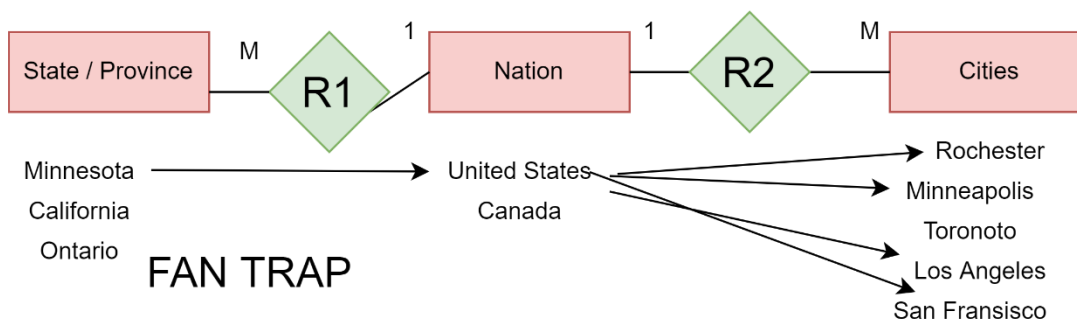 M
1
1
M
State / Province
R1
Nation
R2
Cities
Minnesota
California
Ontario
United States
Canada
Rochester
Minneapolis
Toronoto
Los Angeles
San Fransisco
FAN TRAP